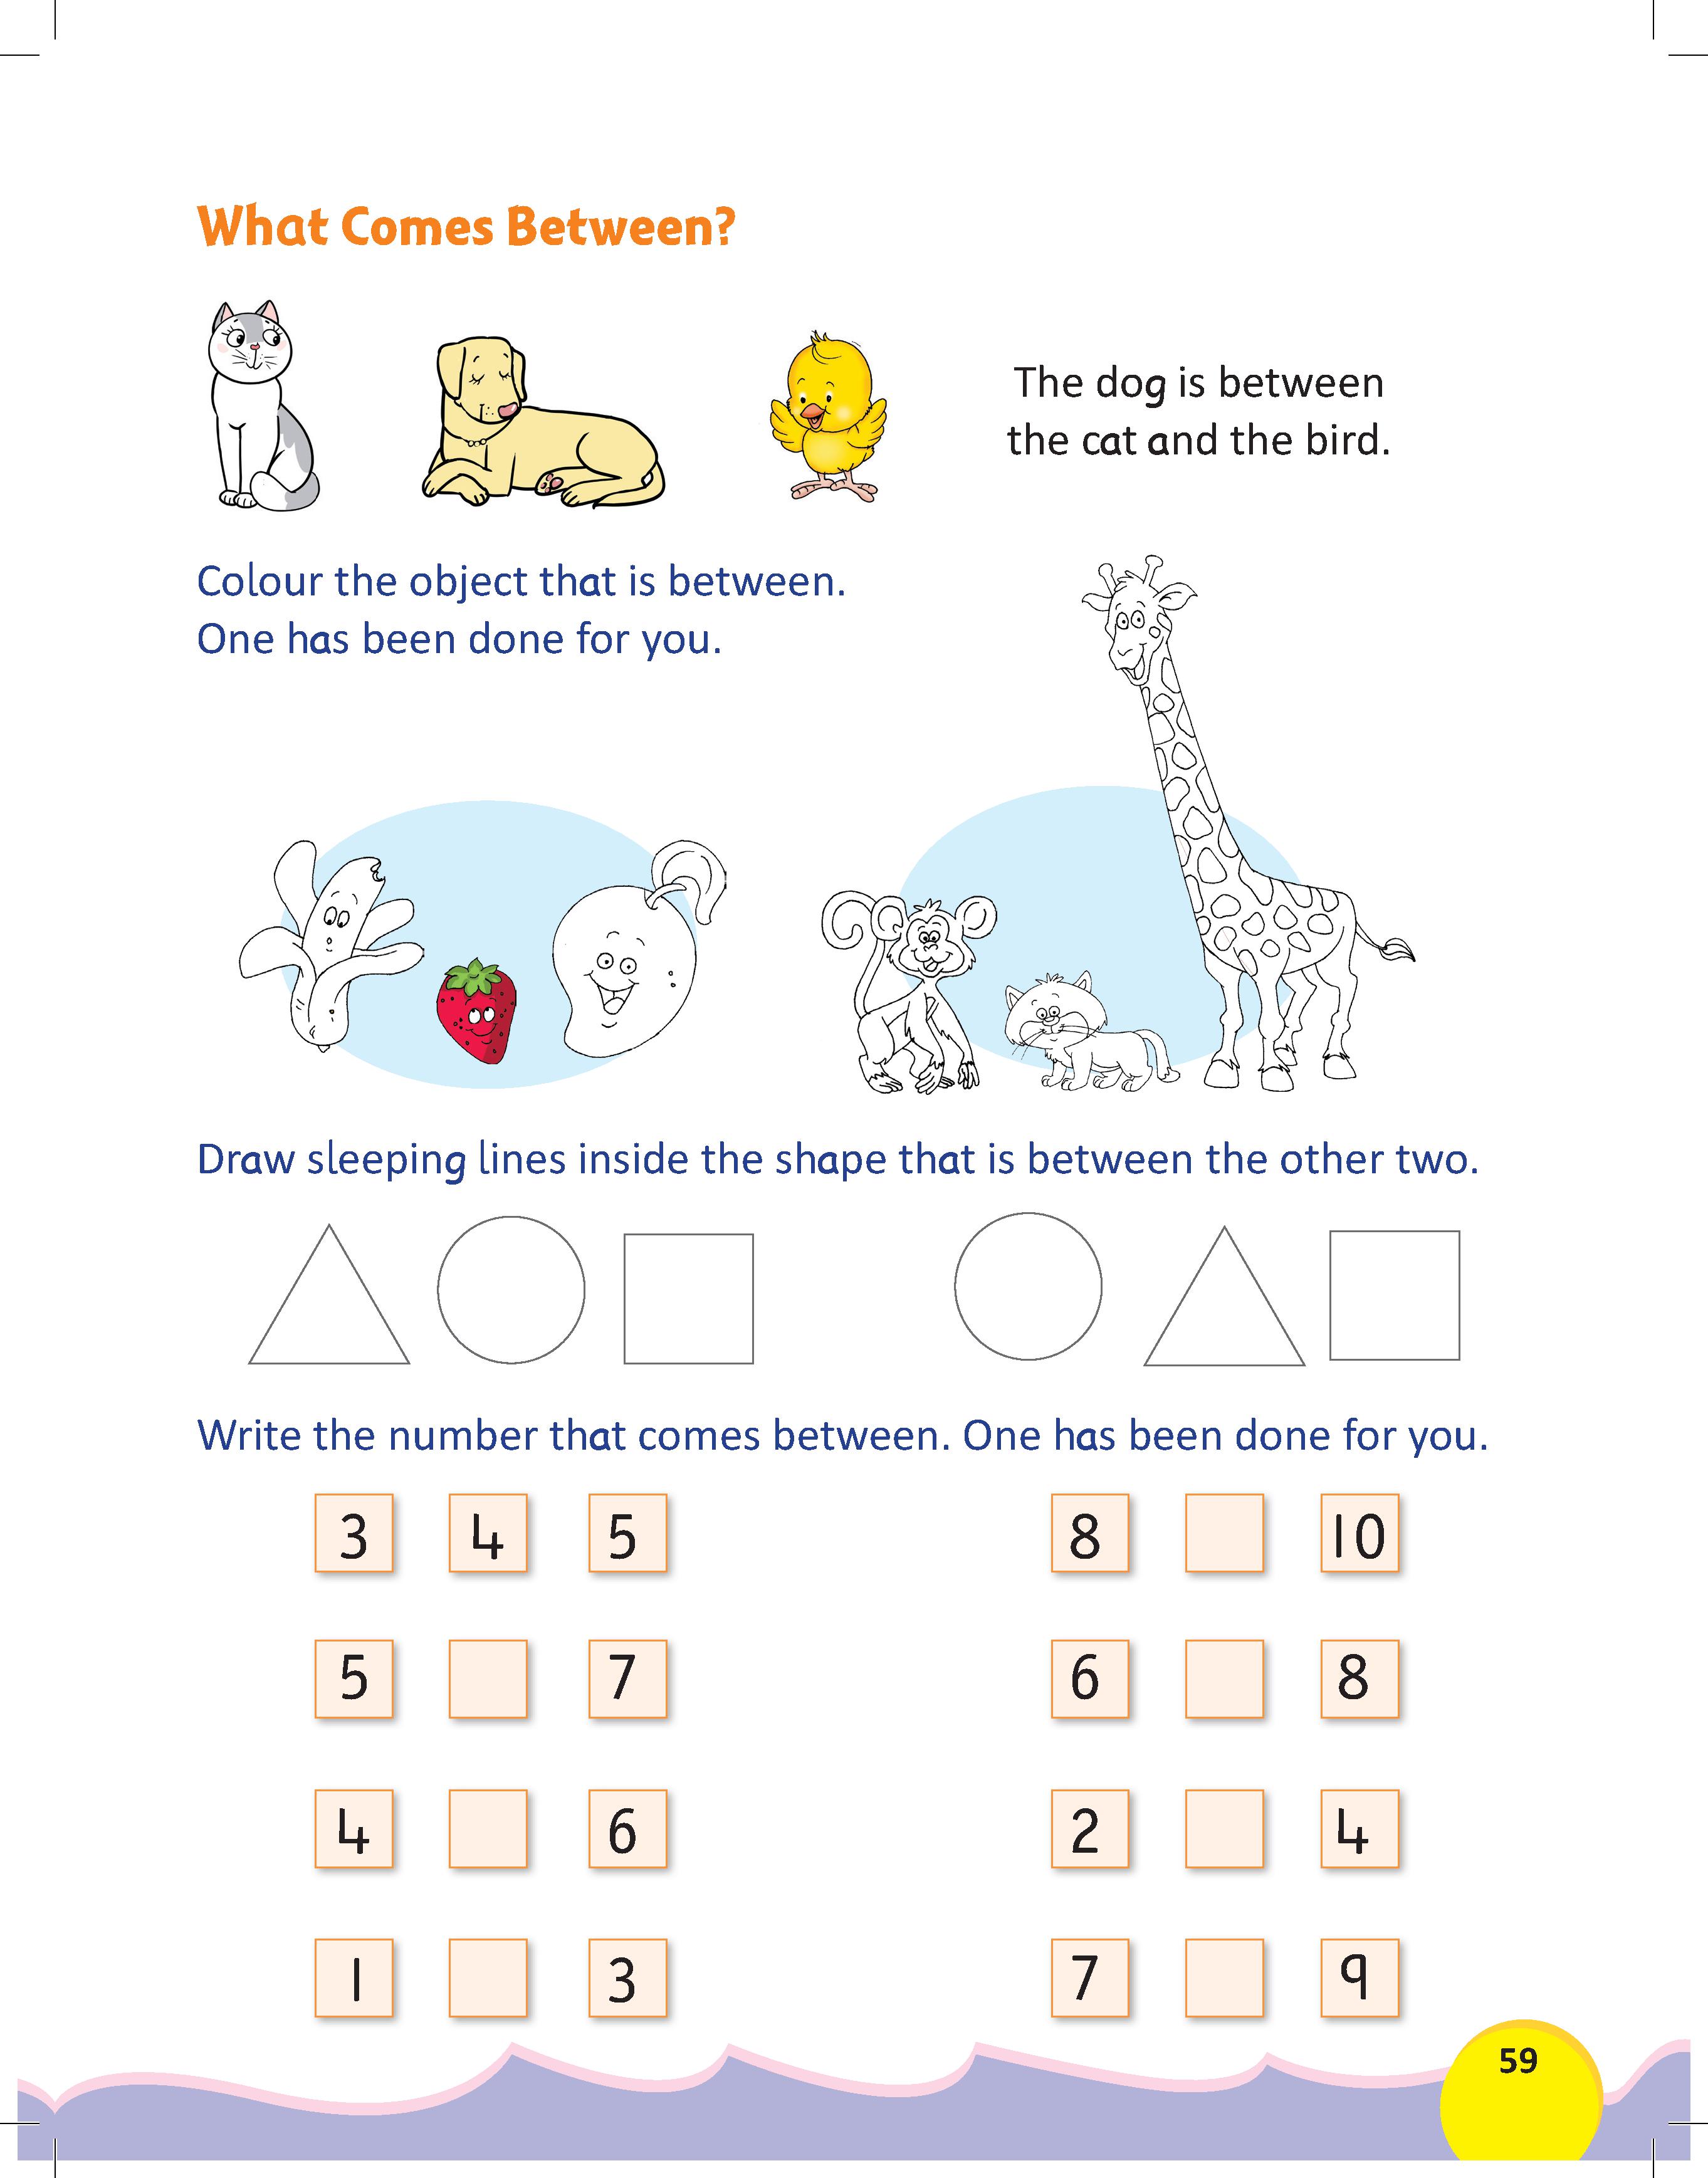 What Comes Between?
The dog is between
the cat and the bird.
Colour the object that is between.
One has been done for you.
Draw sleeping lines inside the shape that is between the other two.
Write the number that comes between. One has been done for you.
3 4 5 8 10
5 7 6 8
4 6 2 4
1 3 7 9
59